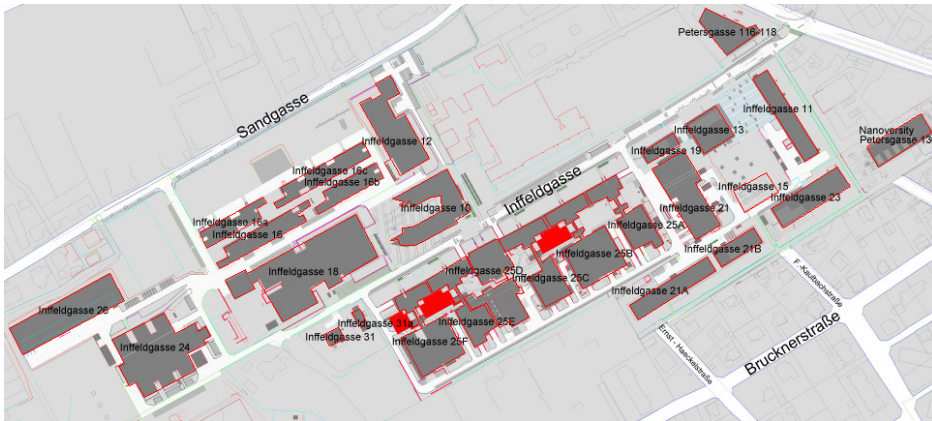 Petersgasse 116-118
Sandgasse
Inffeldgasse 11
Inffeldgasse 12
Inffeldgasse 13
Nanoversity
Petersgasse 136
Inffeldgasse 19
Inffeldgasse 16c
Inffeldgasse 16b
Inffeldgasse
Inffeldgasse 15
Inffeldgasse 23
Inffeldgasse 10
Inffeldgasse 21
Inffeldgasse 16a
Inffeldgasse 16
Inffeldgasse 25A
Inffeldgasse 21B
Inffeldgasse 18
Inffeldgasse 25D
Inffeldgasse 25B
Inffeldgasse 25C
Inffeldgasse 21A
F.-Kaulbachstraße
Inffeldgasse 26
Inffeldgasse 31a
Inffeldgasse 25E
Inffeldgasse 31
Inffeldgasse 25F
Inffeldgasse 24
Ernst - Haeckelstraße
Brucknerstraße